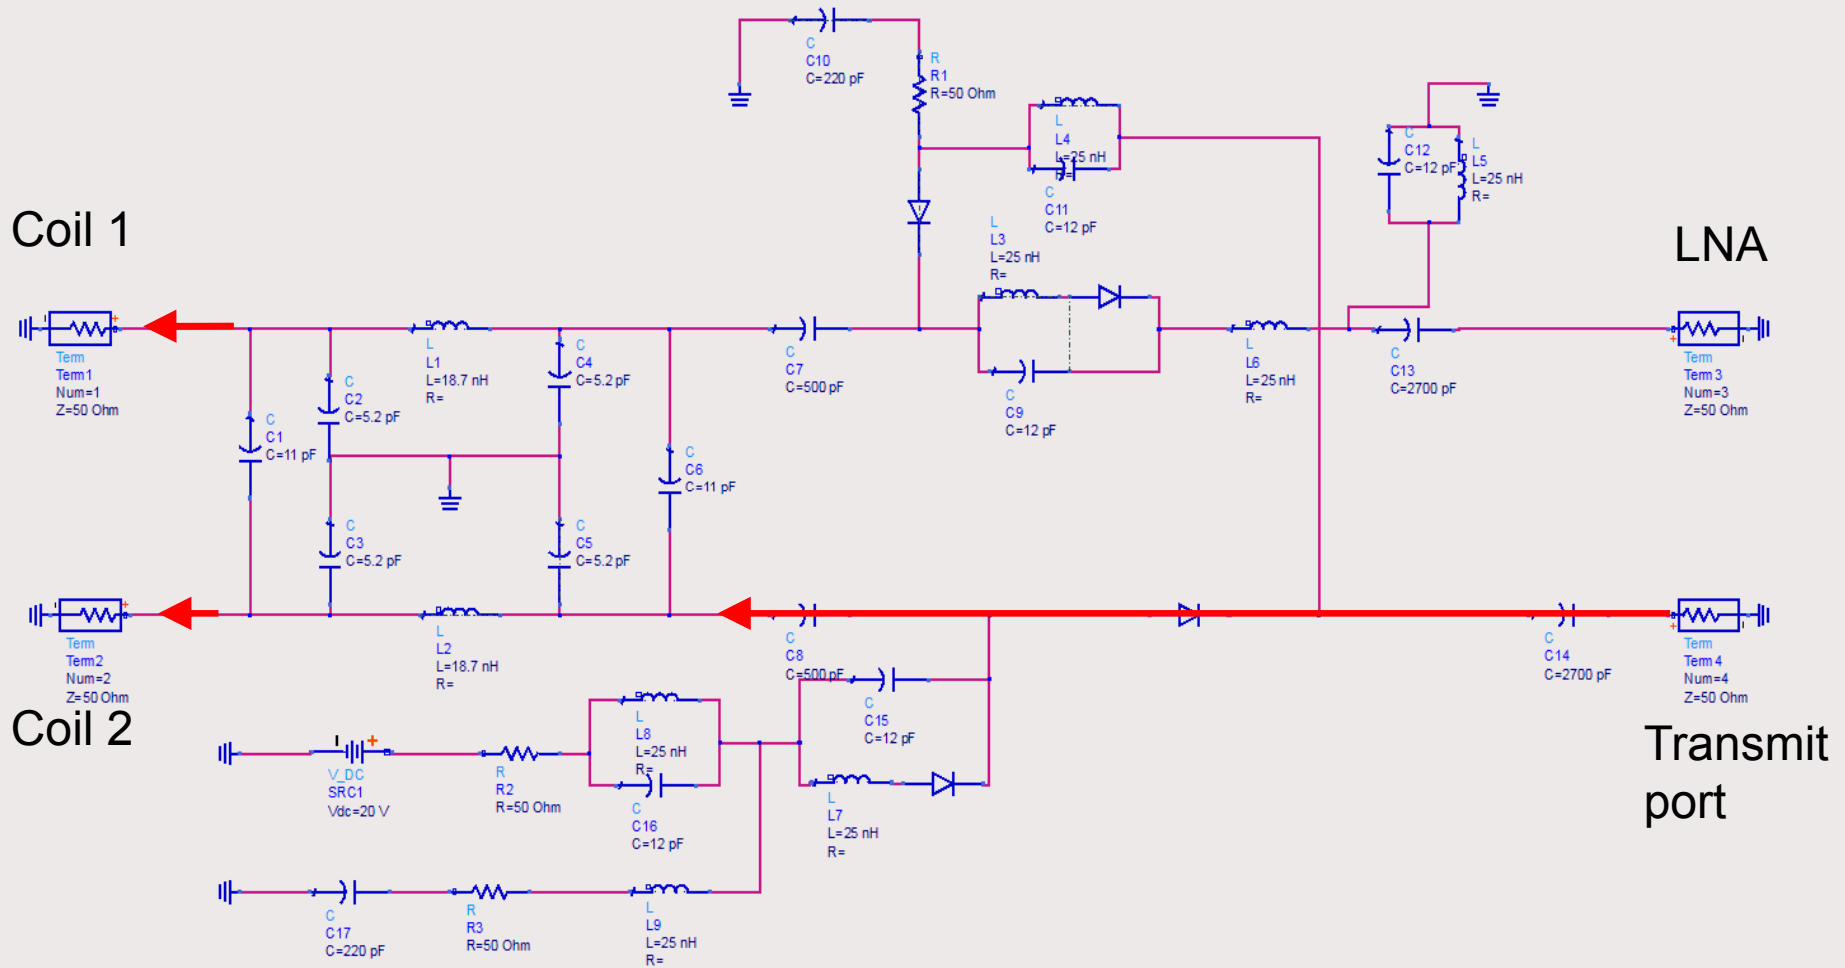 C
C10
C=220 pF
R
R1
R=50 Ohm
L
L4
L=25 nH
R=
C
C11
C=12 pF
C
C12
C=12 pF
L
L5
L=25 nH
R=
Coil 1
LNA
L
L3
L=25 nH
R=
Term
Term1
Num=1
Z=50 Ohm
L
L1
L=18.7 nH
R=
C
C2
C=5.2 pF
C
C4
C=5.2 pF
C
C7
C=500 pF
C
C9
C=12 pF
L
L6
L=25 nH
R=
C
C13
C=2700 pF
Term
Term3
Num=3
Z=50 Ohm
C
C1
C=11 pF
C
C6
C=11 pF
C
C3
C=5.2 pF
C
C5
C=5.2 pF
Term
Term2
Num=2
Z=50 Ohm
Coil 2
L
L2
L=18.7 nH
R=
C
C8
C=500 pF
C
C14
C=2700 pF
Term
Term4
Num=4
Z=50 Ohm
Transmit
port
C
C15
C=12 pF
L
L8
L=25 nH
R=
V_DC
SRC1
Vdc=20 V
R
R2
R=50 Ohm
C
C16
C=12 pF
L
L7
L=25 nH
R=
C
C17
C=220 pF
R
R3
R=50 Ohm
L
L9
L=25 nH
R=